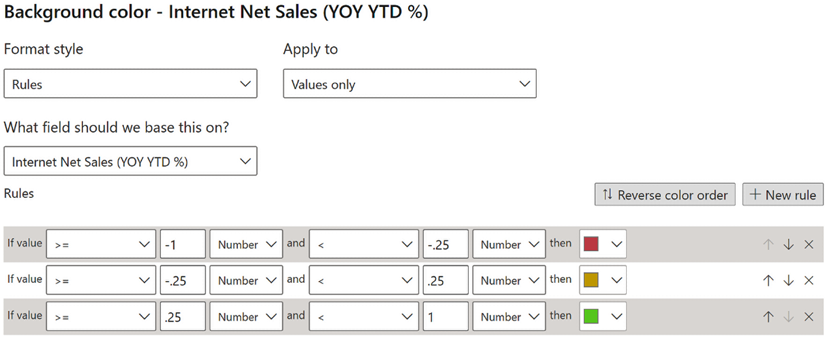 Background color - Internet Net Sales (YOY YTD %)
Format style Apply to
Rules Values only
What field should we base this on?
Internet Net Sales (YOY YTD %)
Rules Reverse color order New rule
If value >= -1 Number and < -.25 Number then
If value >= -.25 Number and < .25 Number then
If value >= .25 Number and < 1 Number then